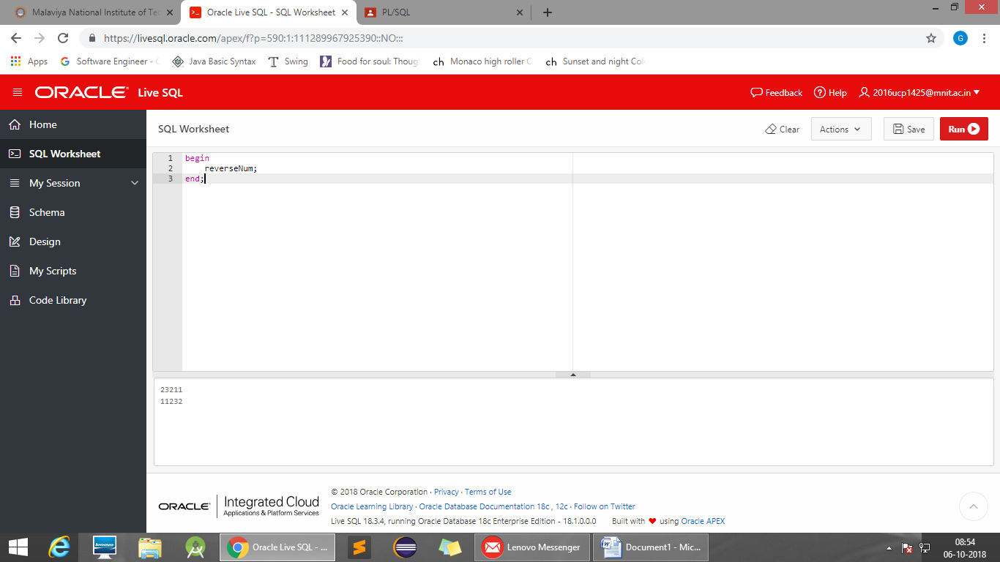 Malaviya National Institute of Te
Oracle Live SQL - SQL Worksheet
PL/SQL
https://livesql.oracle.com/apex/f?p=590:1:111289967925390::NO:::
G
Apps
Software Engineer - C
Java Basic Syntax
Swing
Food for soul: Thoug
ch Monaco high roller C
ch Sunset and night Col
ORACLE Live SQL
Feedback
Help
2016ucp1425@mnit.ac.in
Home
SQL Worksheet
My Session
Schema
Design
My Scripts
Code Library
SQL Worksheet
Clear
Actions
Save
Run
1 begin
2 reverseNum;
3 end;
23211
11232
ORACLE Integrated Cloud
Applications & Platform Services
© 2018 Oracle Corporation · Privacy · Terms of Use
Oracle Learning Library · Oracle Database Documentation 18c , 12c · Follow on Twitter
Live SQL 18.3.4, running Oracle Database 18c Enterprise Edition - 18.1.0.0.0 Built with ❤ using Oracle APEX
lenovo
Oracle Live SQL - ...
Lenovo Messenger
Document1 - Mic...
08:54
06-10-2018